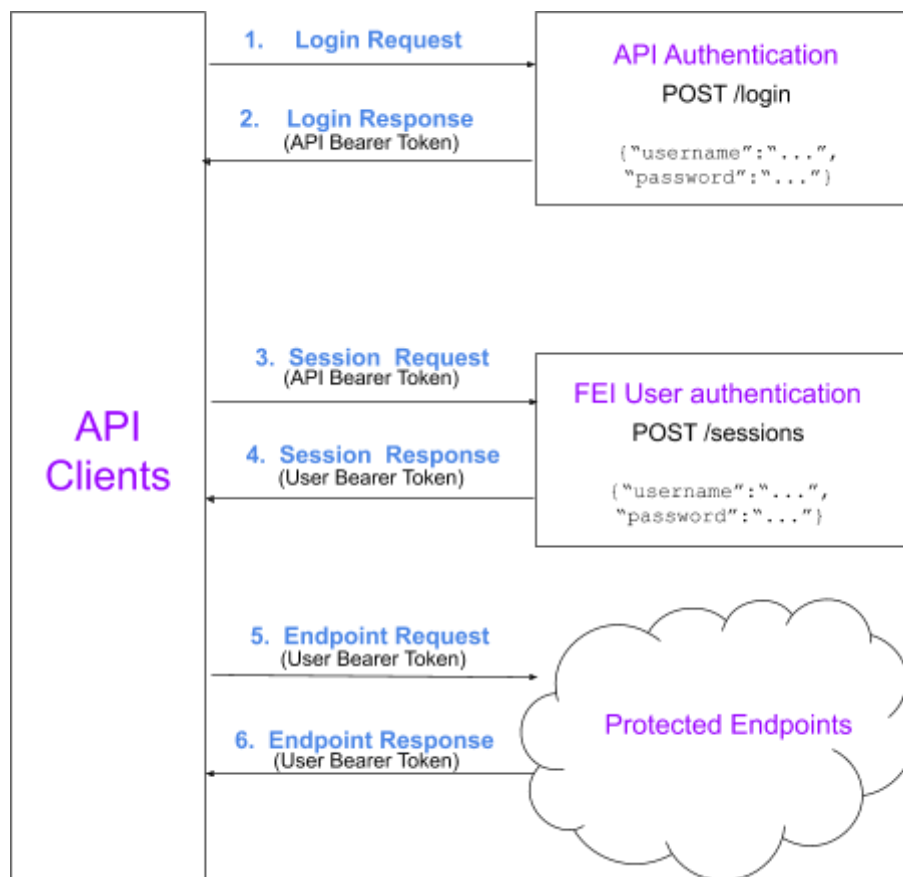 1. Login Request
API Authentication
POST /login
2. Login Response
(API Bearer Token)
{“username”:“...”,
“password”:“...”}
3. Session Request
(API Bearer Token)
FEI User authentication
POST /sessions
API
Clients
4. Session Response
(User Bearer Token)
{“username”:“...”,
“password”:“...”}
5. Endpoint Request
(User Bearer Token)
Protected Endpoints
6. Endpoint Response
(User Bearer Token)